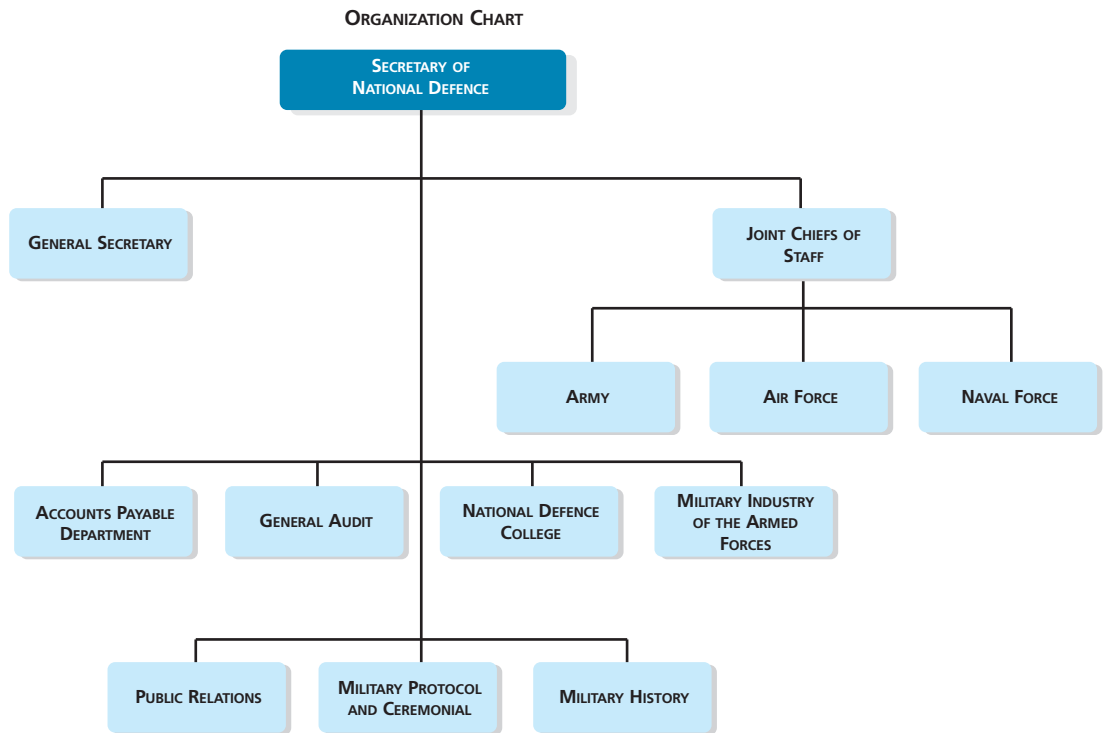 ORGANIZATION CHART
SECRETARY OF
NATIONAL DEFENCE
GENERAL SECRETARY
JOINT CHIEFS OF
STAFF
ARMY
AIR FORCE
NAVAL FORCE
ACCOUNTS PAYABLE
DEPARTMENT
GENERAL AUDIT
NATIONAL DEFENCE
COLLEGE
MILITARY INDUSTRY
OF THE ARMED
FORCES
PUBLIC RELATIONS
MILITARY PROTOCOL
AND CEREMONIAL
MILITARY HISTORY